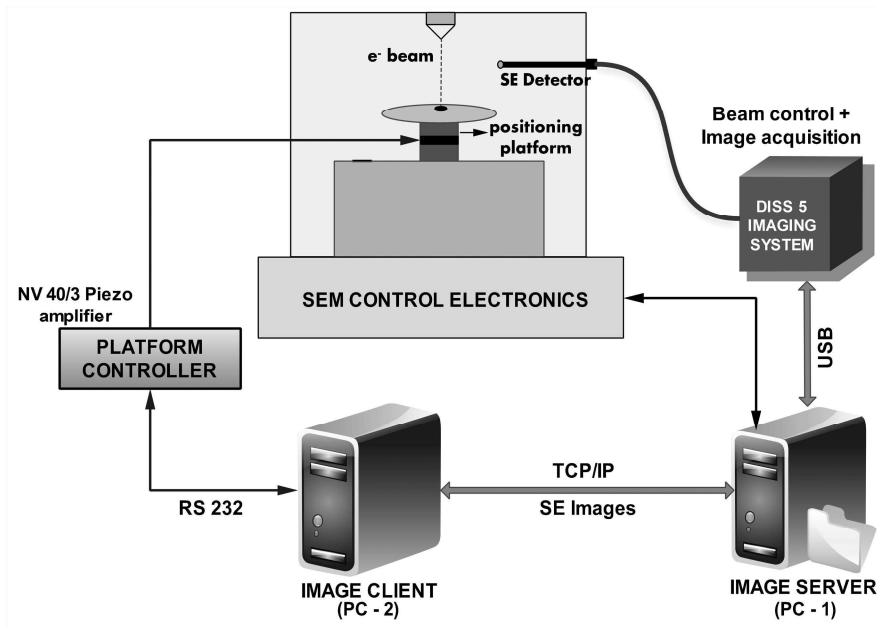 e- beam
SE Detector
positioning
platform
Beam control +
Image acquisition
DISS 5
IMAGING
SYSTEM
SEM CONTROL ELECTRONICS
NV 40/3 Piezo
amplifier
PLATFORM
CONTROLLER
USB
TCP/IP
RS 232
SE Images
IMAGE CLIENT
(PC - 2)
IMAGE SERVER
(PC - 1)